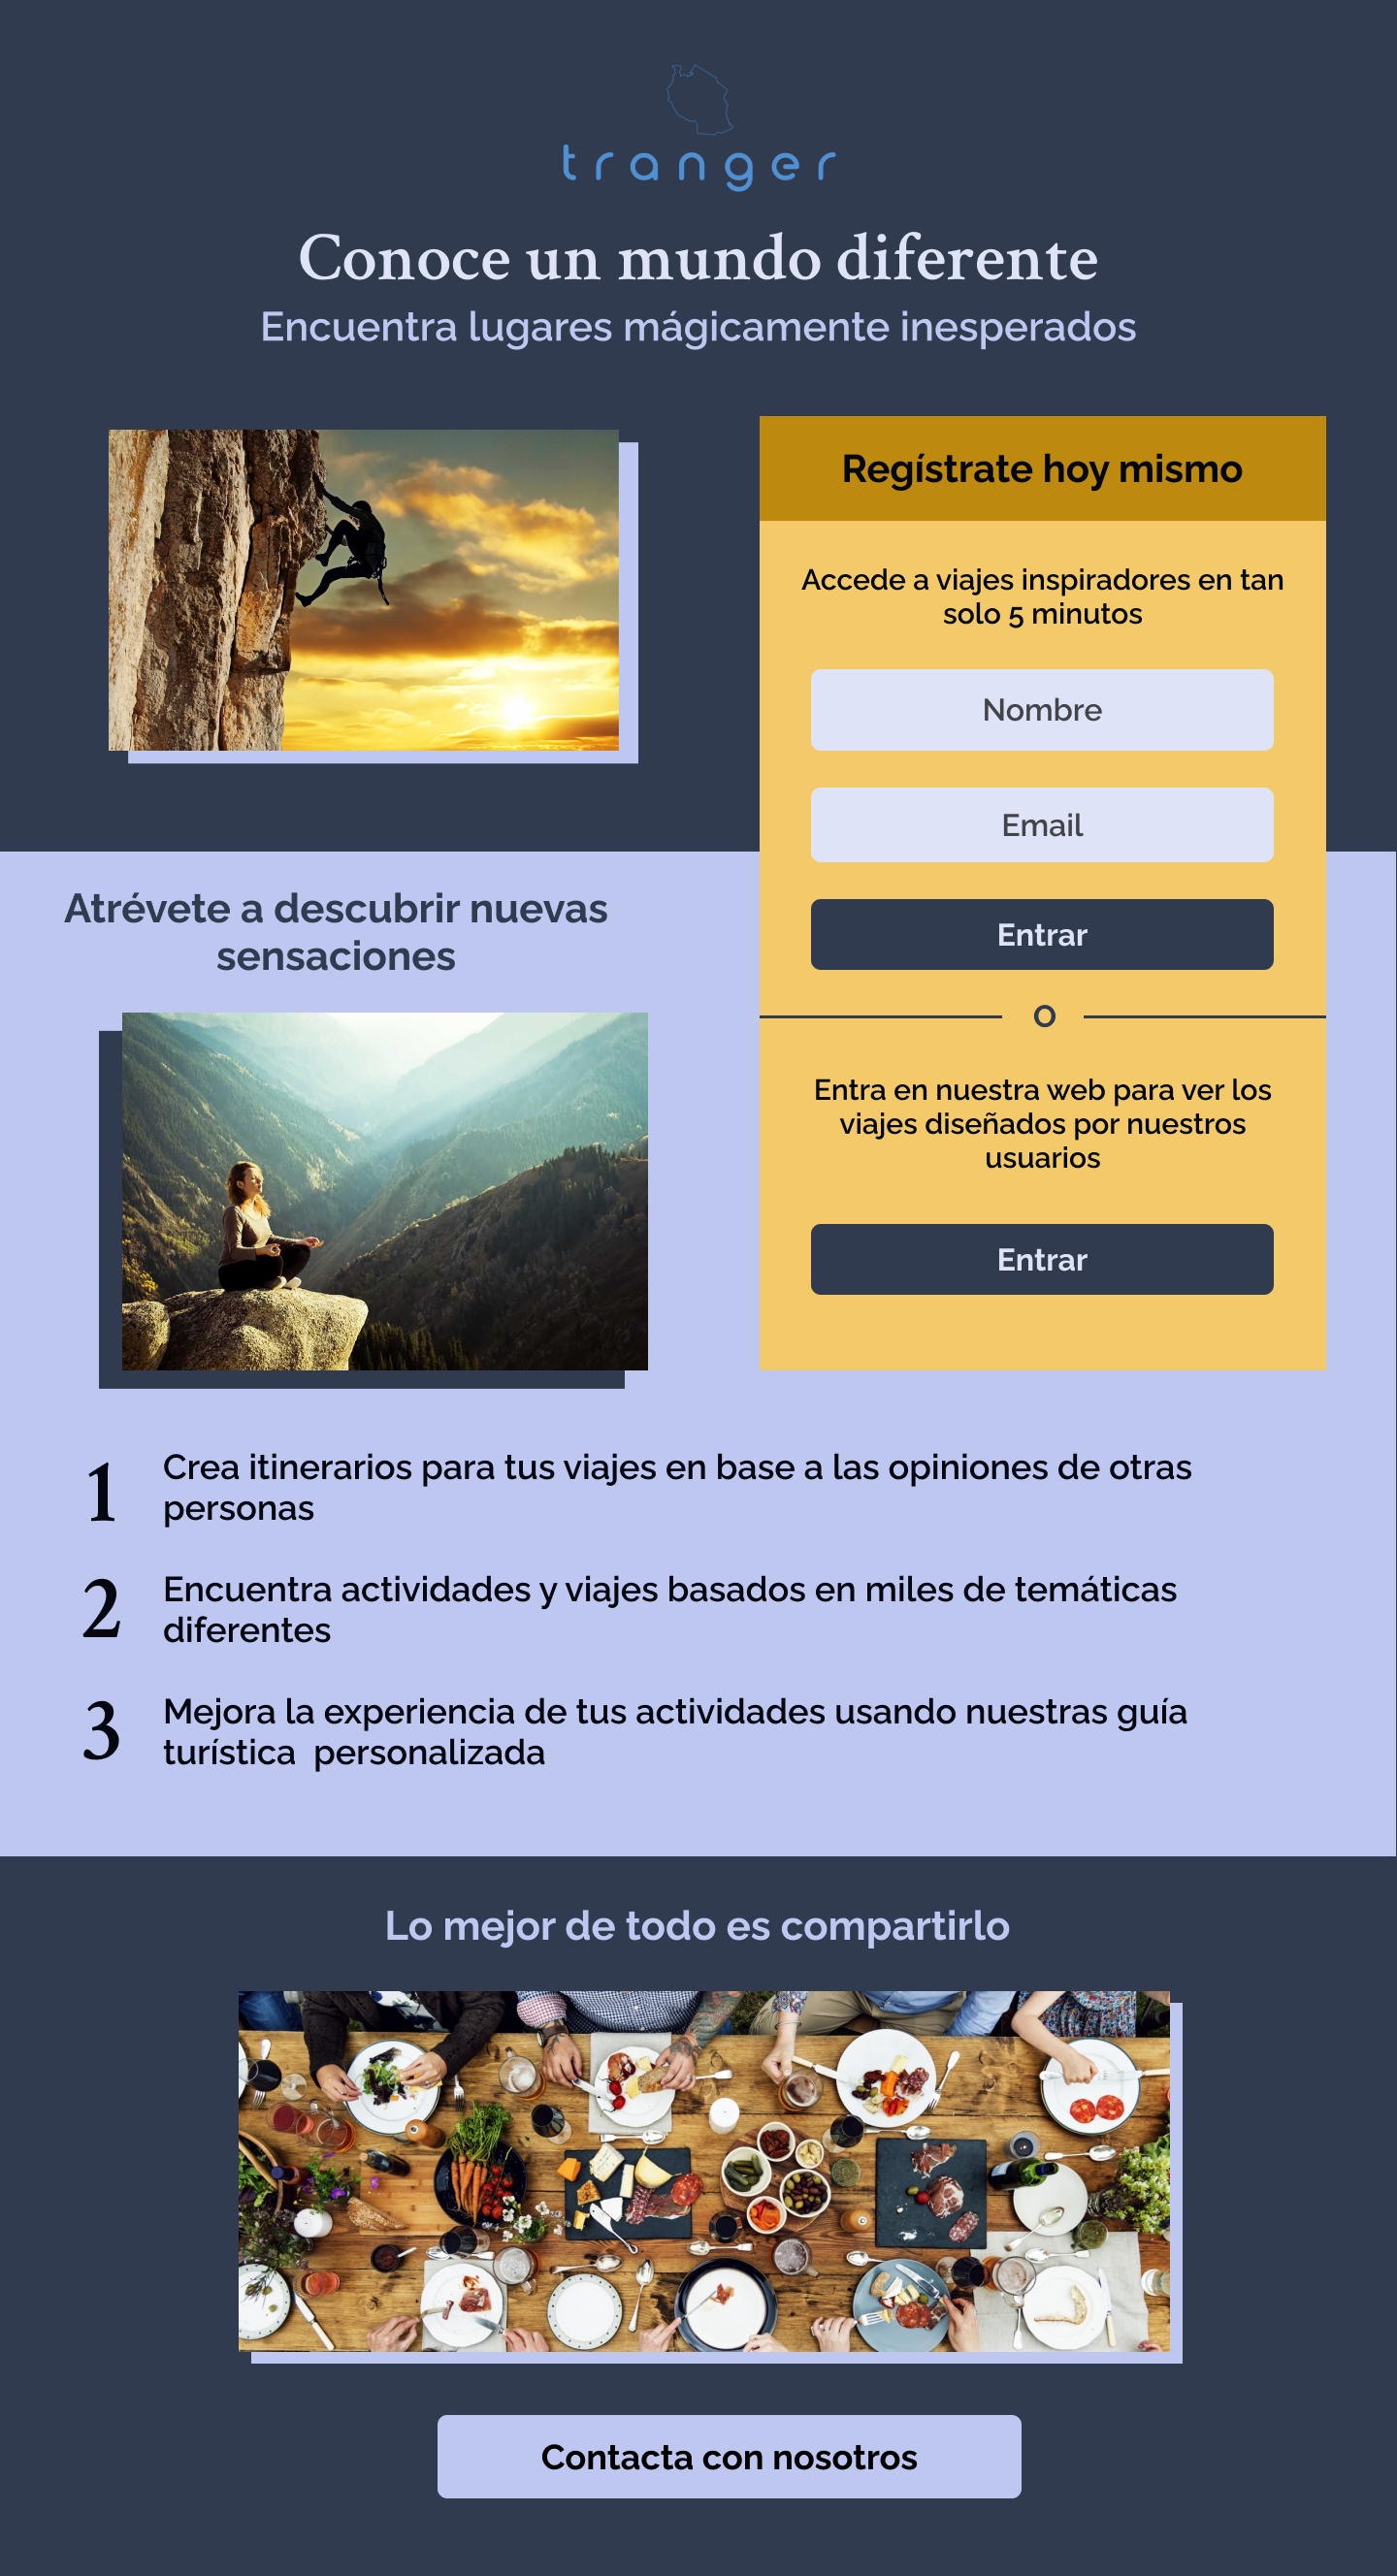 tranger
Conoce un mundo diferente
Encuentra lugares mágicamente inesperados
Regístrate hoy mismo
Accede a viajes inspiradores en tan
solo 5 minutos
Nombre
Email
Entrar
O
Entra en nuestra web para ver los
viajes diseñados por nuestros
usuarios
Entrar
Atrévete a descubrir nuevas
sensaciones
1 Crea itinerarios para tus viajes en base a las opiniones de otras
personas
2 Encuentra actividades y viajes basados en miles de temáticas
diferentes
3 Mejora la experiencia de tus actividades usando nuestras guía
turística  personalizada
Lo mejor de todo es compartirlo
Contacta con nosotros